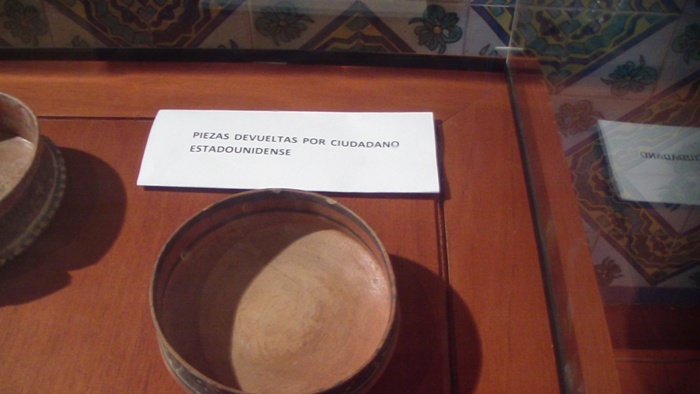 PIEZAS DEVUELTAS POR CIUDADANO
ESTADOUNIDENSE